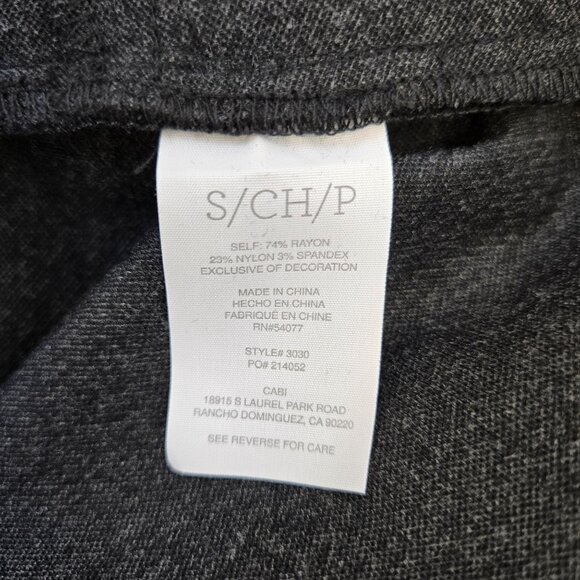 S/CH/P
SELF: 74% RAYON
23% NYLON 3% SPANDEX
EXCLUSIVE OF DECORATION
MADE IN CHINA
HECHO EN CHINA
FABRIQUÉ EN CHINE
RN#54077
STYLE# 3030
PO# 214052
CABI
18915 S LAUREL PARK ROAD
RANCHO DOMINGUEZ, CA 90220
SEE REVERSE FOR CARE